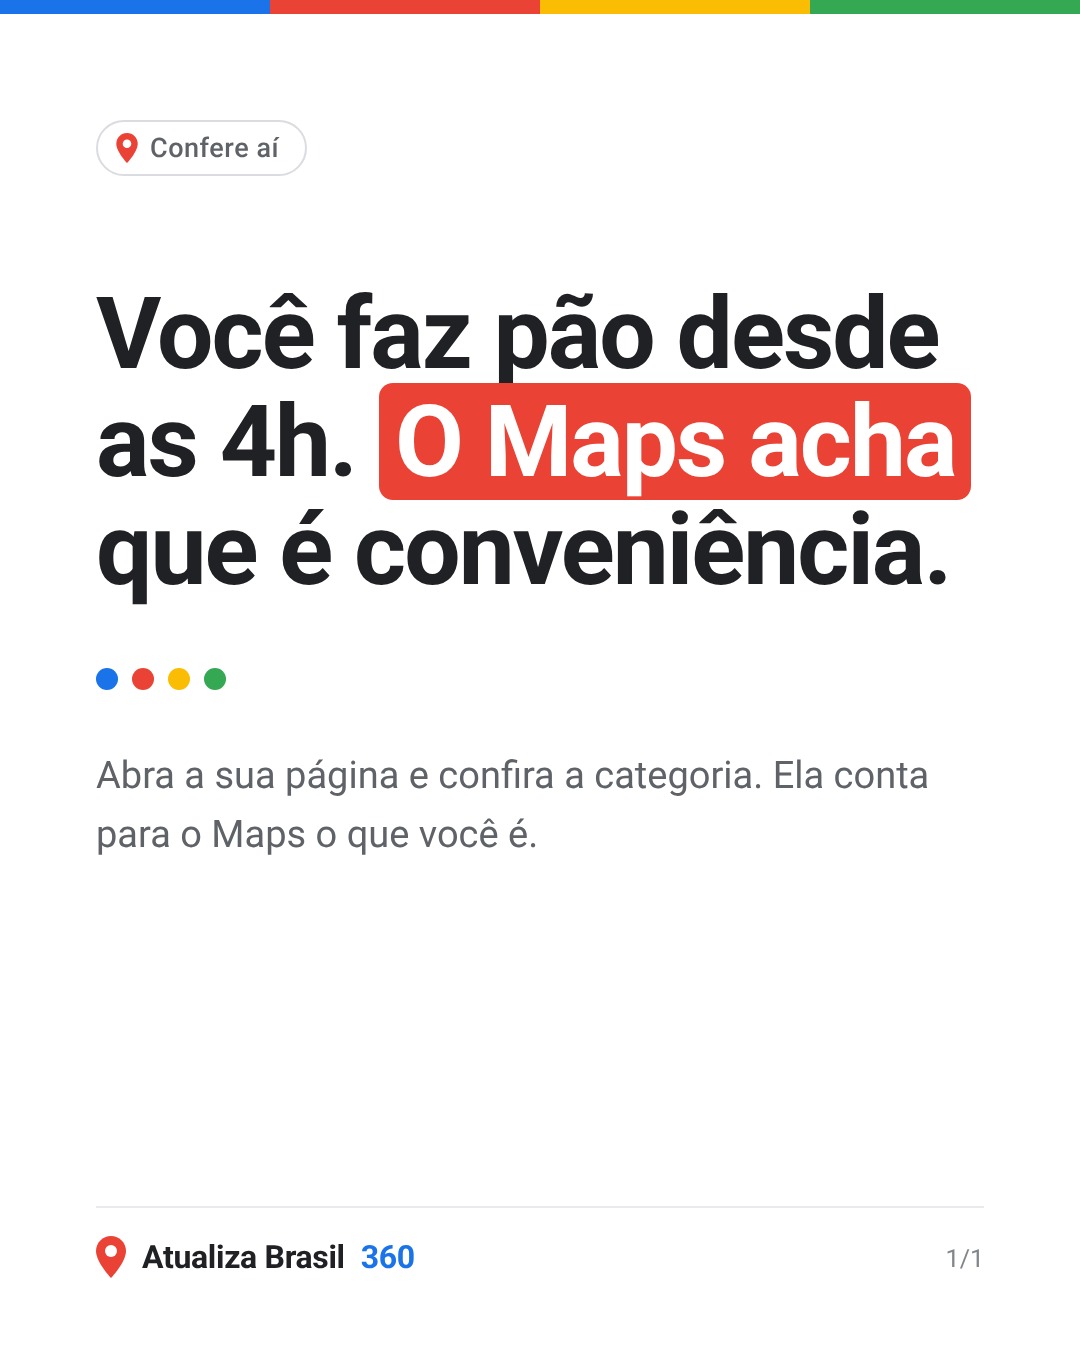 Confere aí
Você faz pão desde
as 4h. O Maps acha
que é conveniência.
Abra a sua página e confira a categoria. Ela conta
para o Maps o que você é.
Atualiza Brasil 360
1/1